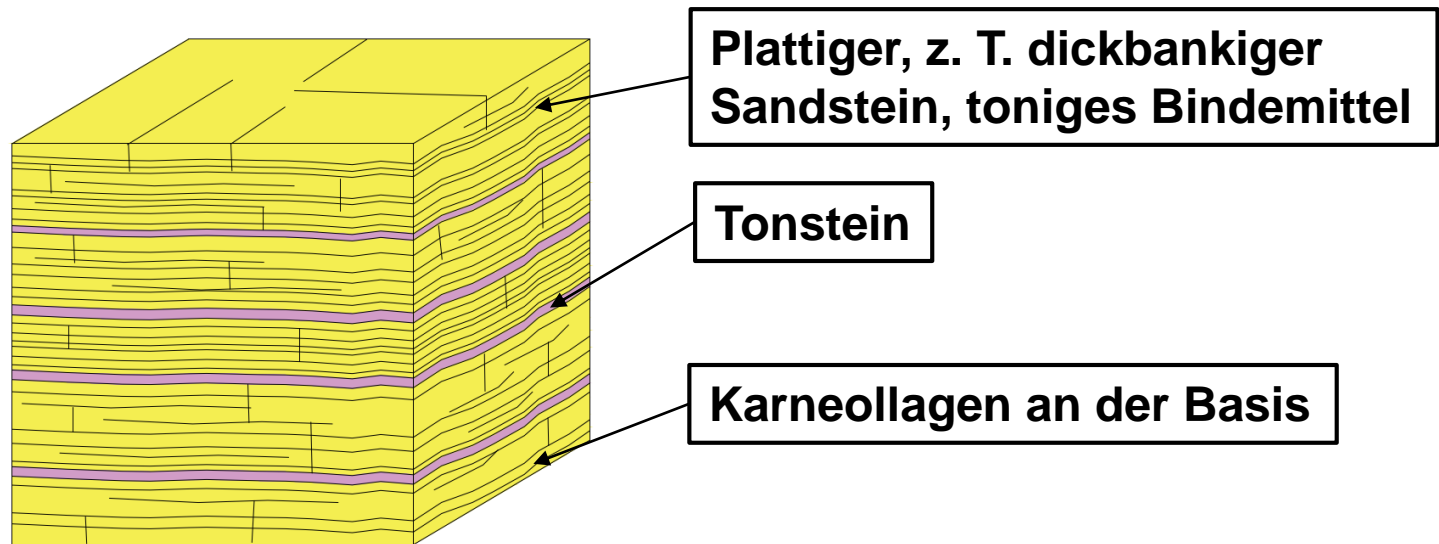 Plattiger, z. T. dickbankiger
Sandstein, toniges Bindemittel
Tonstein
Karneollagen an der Basis